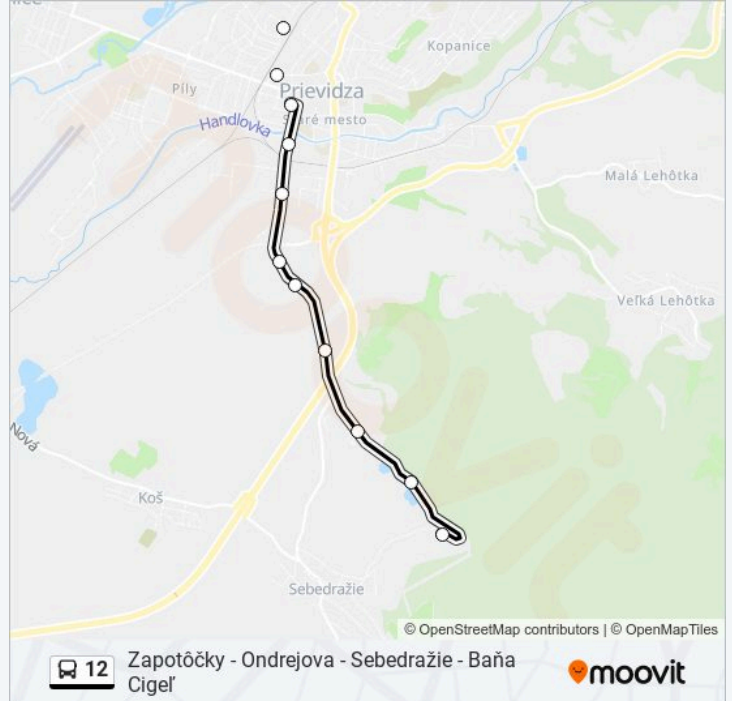 Kopanice
Píly
Prievidza
Handlovka
Staré mesto
Malá Lehôtka
Veľká Lehôtka
Nová
Koš
Sebedražie
© OpenStreetMap contributors | © OpenMapTiles
12
Zapotôčky - Ondrejova - Sebedražie - Baňa
Cigeľ
moovit